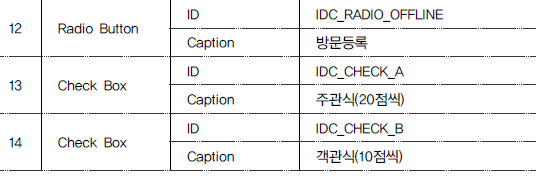 12 Radio Button ID IDC_RADIO_OFFLINE
Caption 방문등록
13 Check Box ID IDC_CHECK_A
Caption 주관식(20점씩)
14 Check Box ID IDC_CHECK_B
Caption 객관식(10점씩)